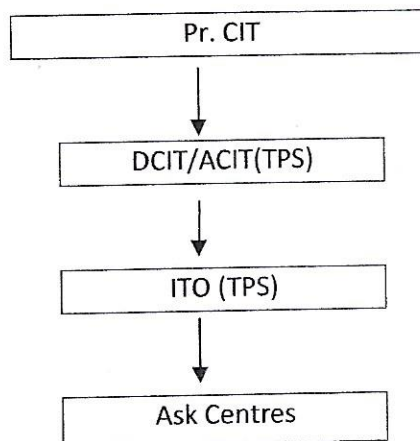 Pr. CIT
DCIT/ACIT(TPS)
ITO (TPS)
Ask Centres